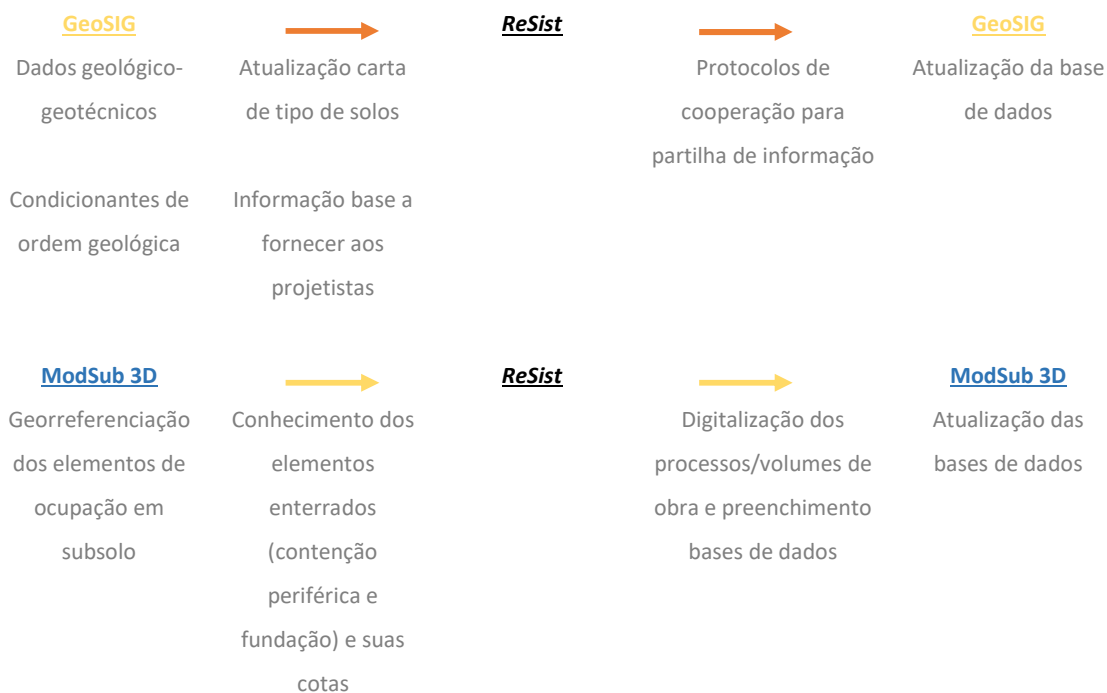 GeoSIG
ReSist
GeoSIG
Dados geológico-
geotécnicos
Atualização carta
de tipo de solos
Protocolos de
cooperação para
partilha de informação
Atualização da base
de dados
Condicionantes de
ordem geológica
Informação base a
fornecer aos
projetistas
ModSub 3D
ReSist
ModSub 3D
Georreferenciação
dos elementos de
ocupação em
subsolo
Conhecimento dos
elementos
enterrados
(contenção
periférica e
fundação) e suas
cotas
Digitalização dos
processos/volumes de
obra e preenchimento
bases de dados
Atualização das
bases de dados